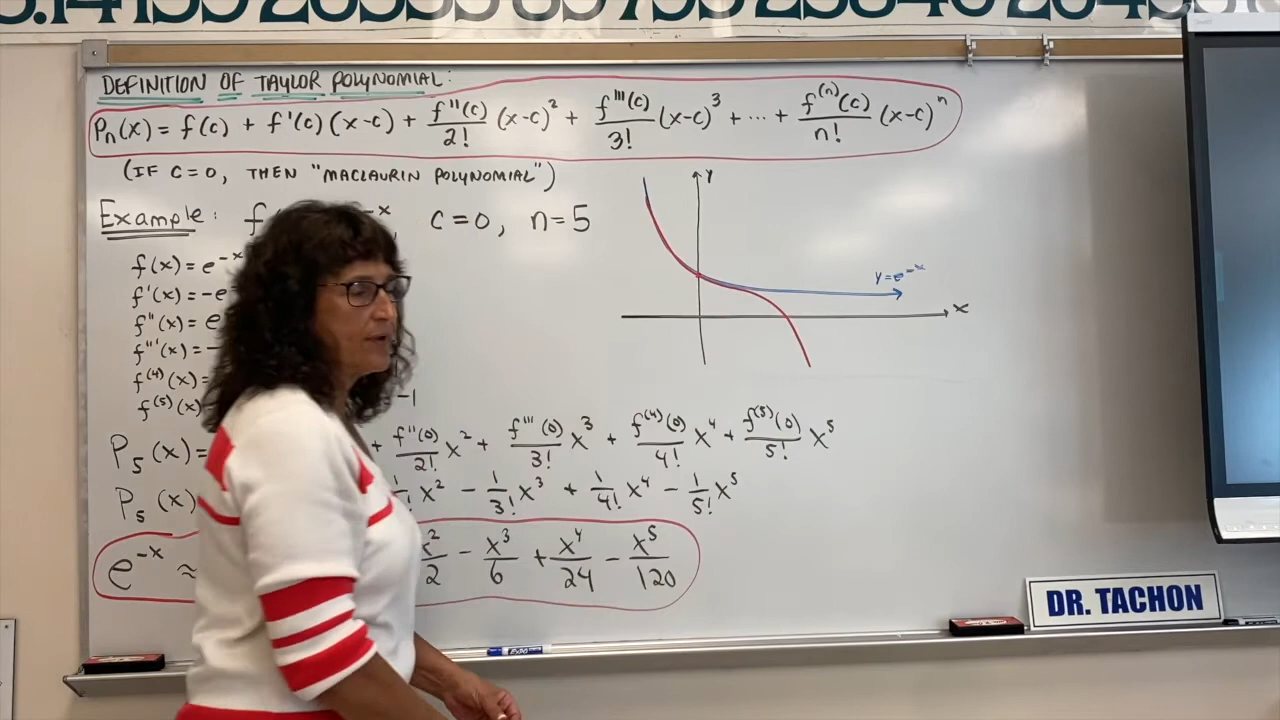 DEFINITION OF TAYLOR POLYNOMIAL:
Pn(x) = f(c) + f'(c)(x-c) + f''(c)/2! (x-c)² + f'''(c)/3! (x-c)³ + ... + f⁽ⁿ⁾(c)/n! (x-c)ⁿ
(IF C=0, THEN "MACLAURIN POLYNOMIAL")
Example: f -x c=0, n=5
y
y=e⁻ˣ
x
f(x)=e⁻ˣ
f'(x)=-e
f''(x)=e
f'''(x)=-
f⁽⁴⁾(x)=
f⁽⁵⁾(x) -1
P₅(x)= + f''(0)/2! x² + f'''(0)/3! x³ + f⁽⁴⁾(0)/4! x⁴ + f⁽⁵⁾(0)/5! x⁵
P₅(x) x² - 1/3! x³ + 1/4! x⁴ - 1/5! x⁵
e⁻ˣ ≈ x²/2 - x³/6 + x⁴/24 - x⁵/120
DR. TACHON
EXPO